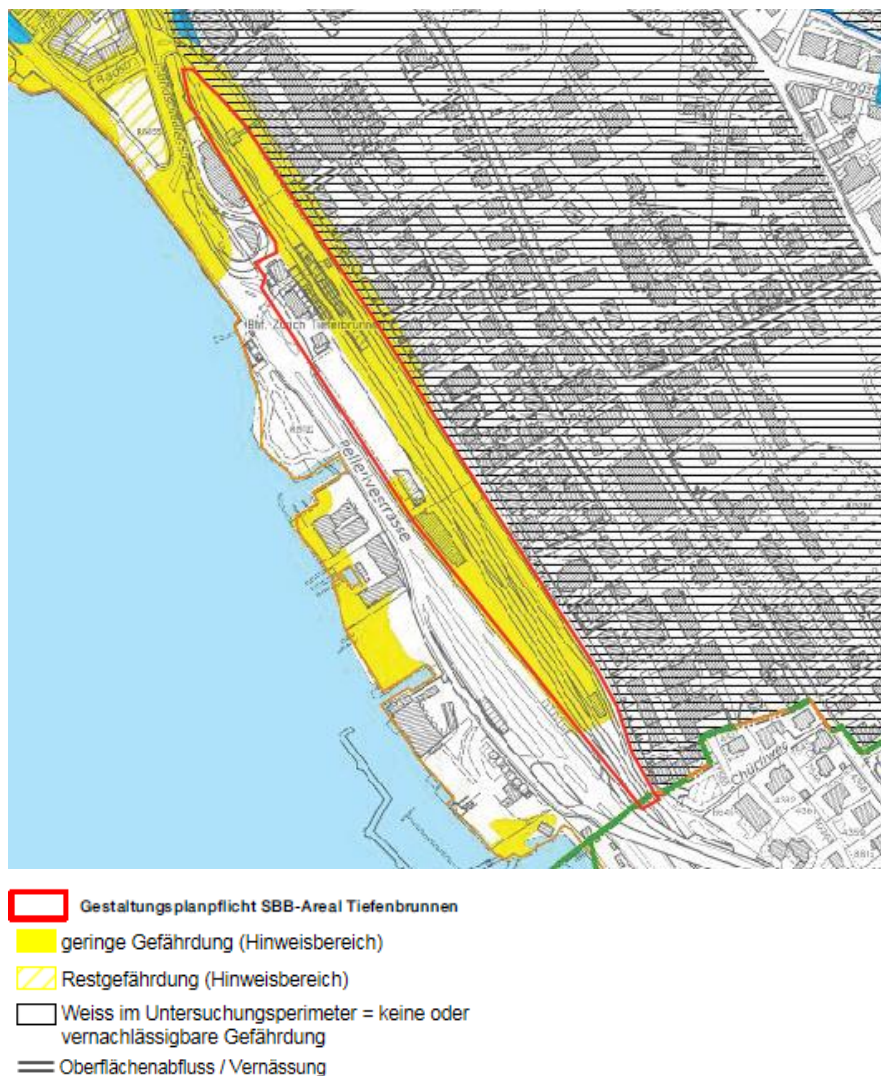 Bhf. Zürich Tiefenbrunnen
Bellerivestrasse
Schürliweg
Gestaltungsplanpflicht SBB-Areal Tiefenbrunnen
geringe Gefährdung (Hinweisbereich)
Restgefährdung (Hinweisbereich)
Weiss im Untersuchungsperimeter = keine oder
vernachlässigbare Gefährdung
Oberflächenabfluss / Vernässung